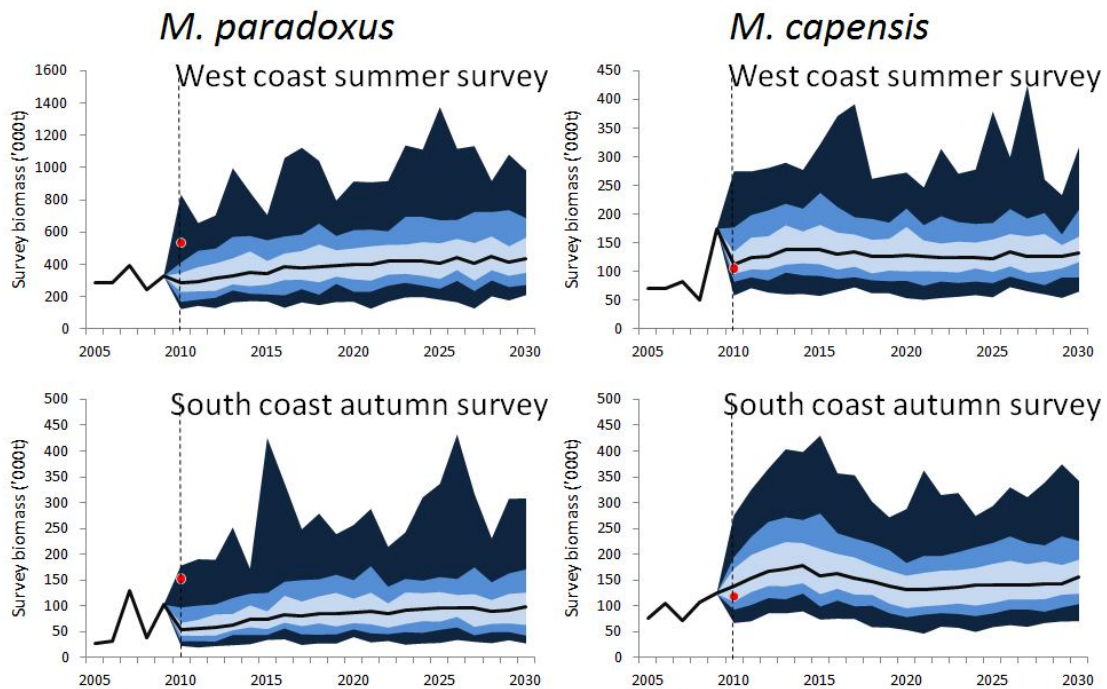 M. paradoxus
M. capensis
West coast summer survey
Survey biomass ('000t)
1600
1400
1200
1000
800
600
400
200
0
2005 2010 2015 2020 2025 2030
West coast summer survey
Survey biomass ('000t)
450
400
350
300
250
200
150
100
50
0
2005 2010 2015 2020 2025 2030
South coast autumn survey
Survey biomass ('000t)
500
450
400
350
300
250
200
150
100
50
0
2005 2010 2015 2020 2025 2030
South coast autumn survey
Survey biomass ('000t)
500
450
400
350
300
250
200
150
100
50
0
2005 2010 2015 2020 2025 2030